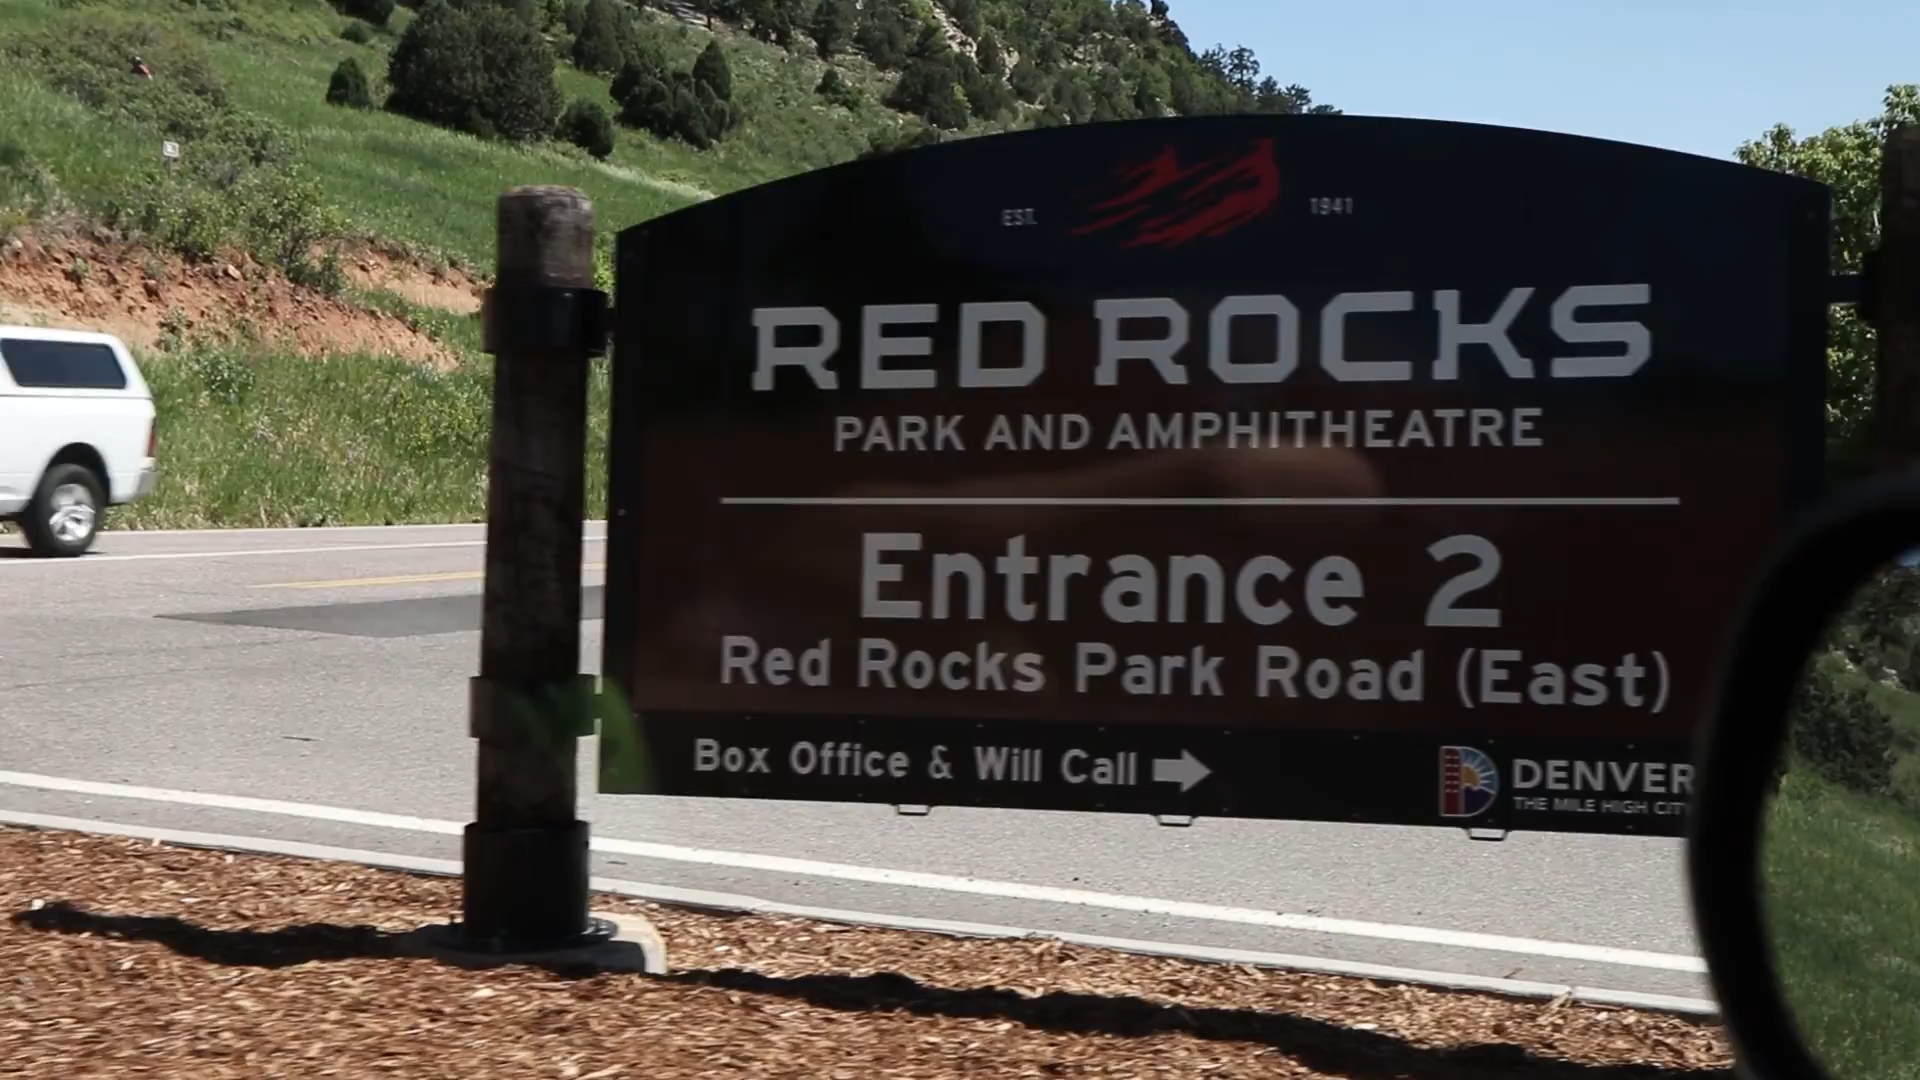 EST. 1941
RED ROCKS
PARK AND AMPHITHEATRE
Entrance 2
Red Rocks Park Road (East)
Box Office & Will Call
DENVER
THE MILE HIGH CITY